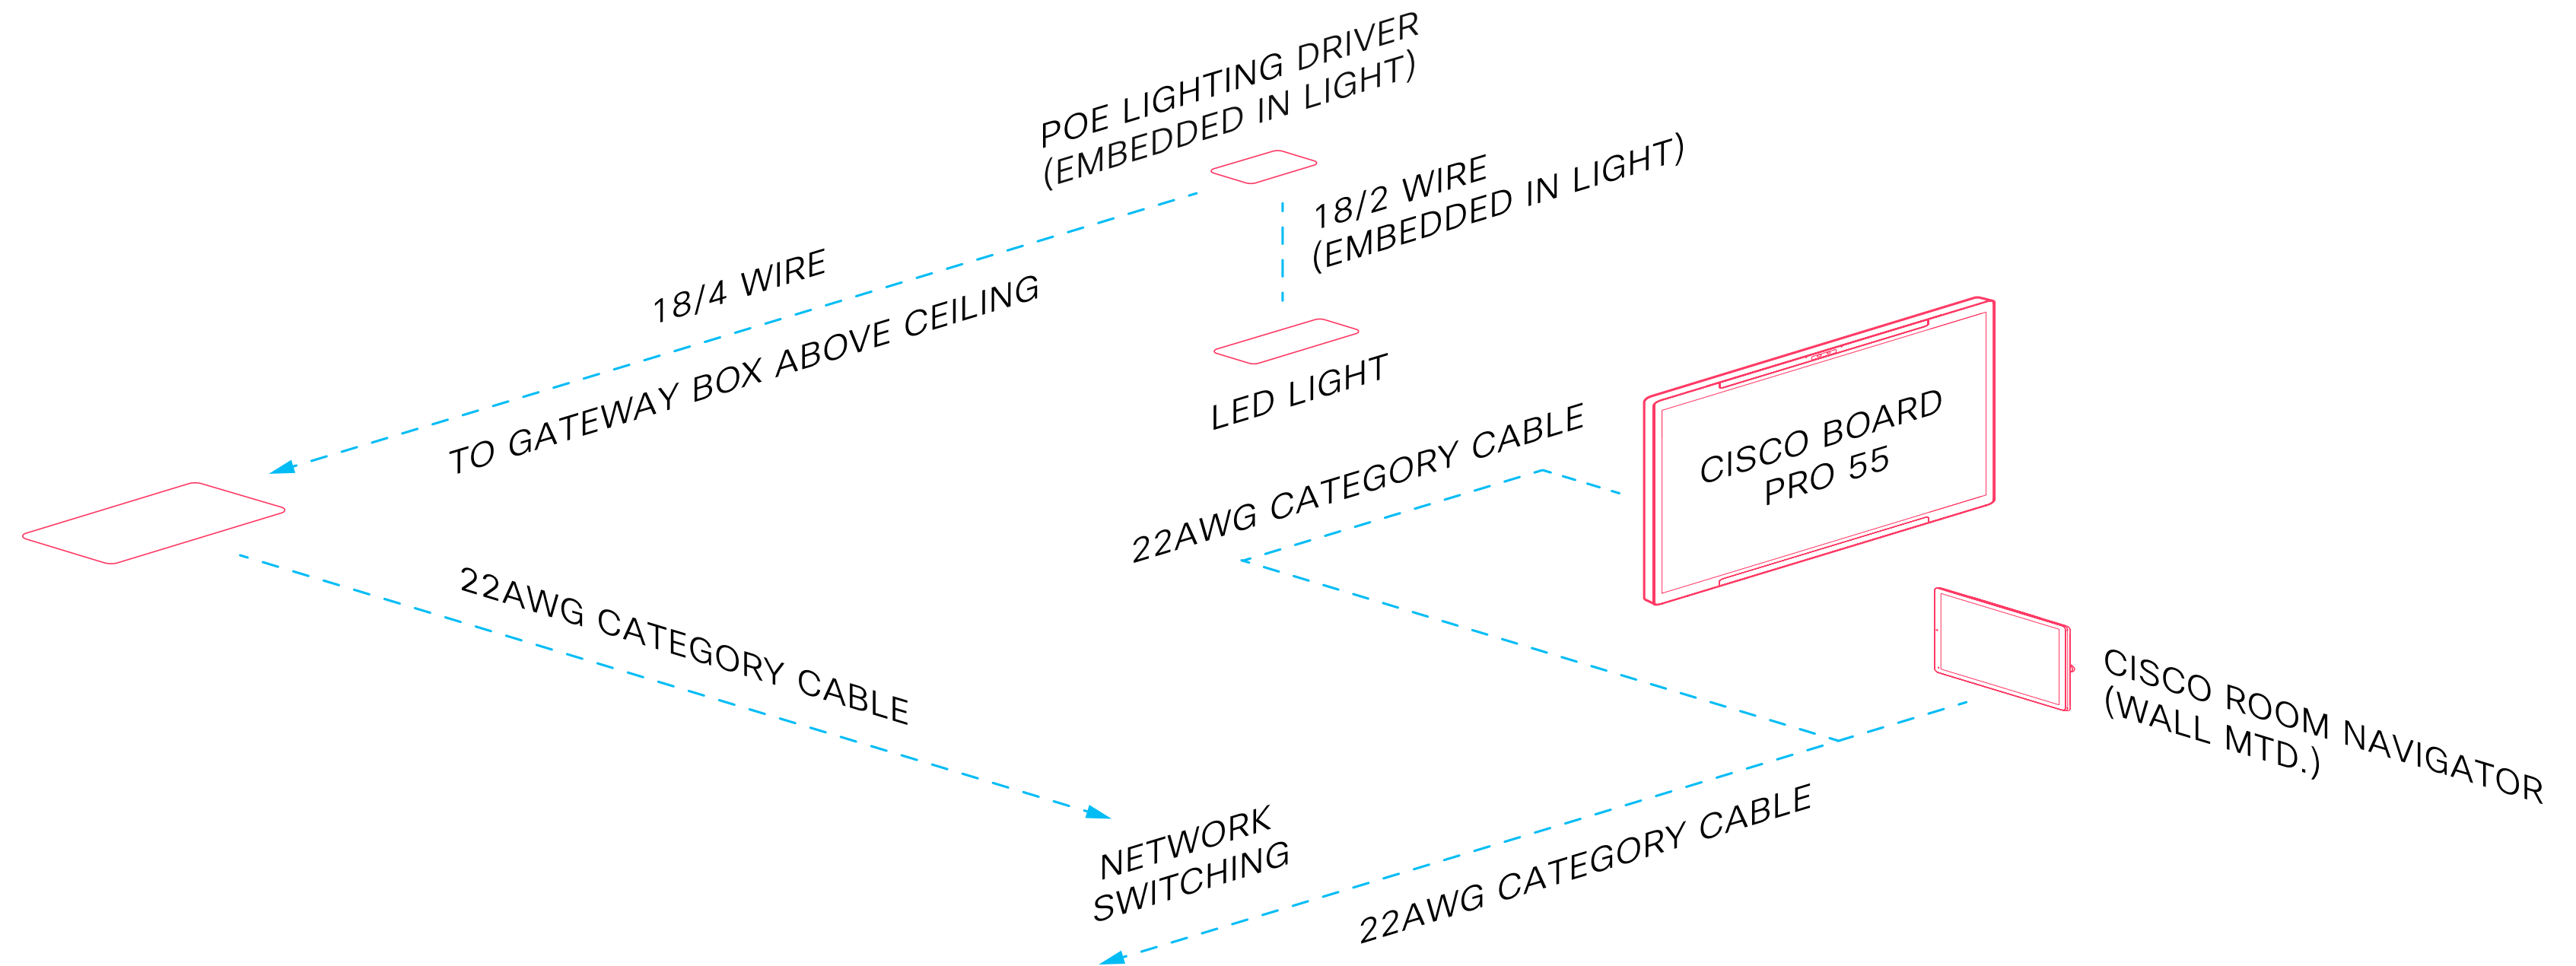 POE LIGHTING DRIVER
(EMBEDDED IN LIGHT)
18/2 WIRE
(EMBEDDED IN LIGHT)
18/4 WIRE
TO GATEWAY BOX ABOVE CEILING
LED LIGHT
CISCO BOARD
PRO 55
22AWG CATEGORY CABLE
22AWG CATEGORY CABLE
CISCO ROOM NAVIGATOR
(WALL MTD.)
NETWORK
SWITCHING
22AWG CATEGORY CABLE